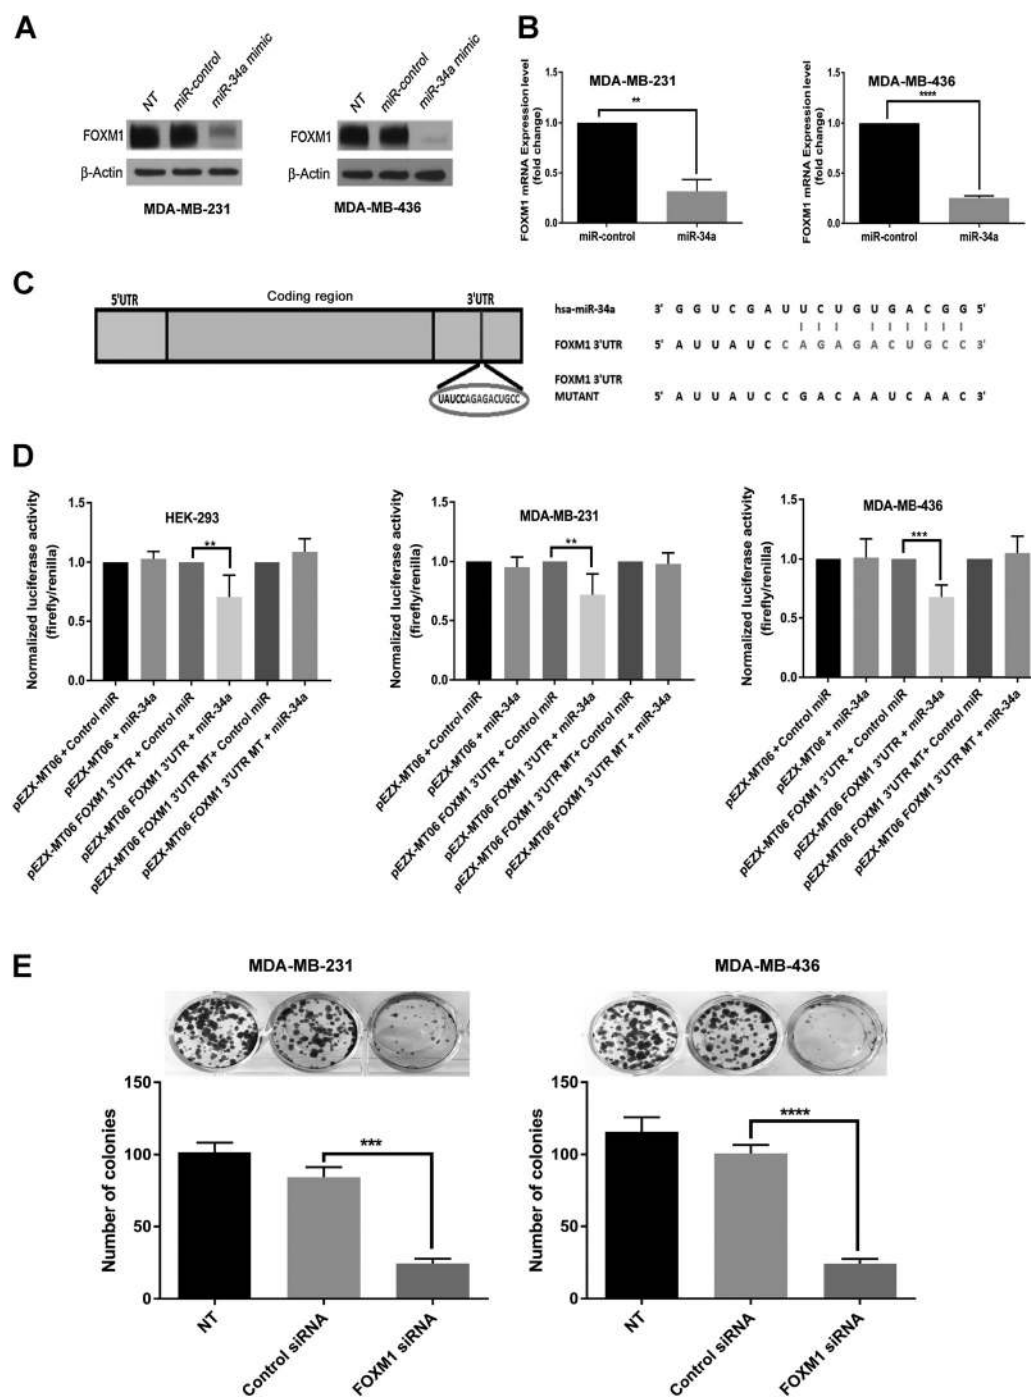 A
NT
miR-control
miR-34a mimic
NT
miR-control
miR-34a mimic
FOXM1
β-Actin
MDA-MB-231
FOXM1
β-Actin
MDA-MB-436
B
MDA-MB-231
FOXM1 mRNA Expression level
(fold change)
1.5
1.0
0.5
0.0
**
miR-control
miR-34a
MDA-MB-436
FOXM1 mRNA Expression level
(fold change)
1.5
1.0
0.5
0.0
****
miR-control
miR-34a
C
5'UTR
Coding region
3'UTR
UAUCCAGAGACUGCC
hsa-miR-34a 3' G G U C G A U U C U G U G A C G G 5'
FOXM1 3'UTR 5' A U U A U C C A G A G A C U G C C 3'
FOXM1 3'UTR
MUTANT 5' A U U A U C C G A C A A U C A A C 3'
D
HEK-293
Normalized luciferase activity
(firefly/renilla)
1.5
1.0
0.5
0.0
**
pEZX-MT06 + Control miR
pEZX-MT06 + miR-34a
pEZX-MT06 FOXM1 3'UTR + Control miR
pEZX-MT06 FOXM1 3'UTR + miR-34a
pEZX-MT06 FOXM1 3'UTR MT+ Control miR
pEZX-MT06 FOXM1 3'UTR MT + miR-34a
MDA-MB-231
Normalized luciferase activity
(firefly/renilla)
1.5
1.0
0.5
0.0
**
pEZX-MT06 + Control miR
pEZX-MT06 + miR-34a
pEZX-MT06 FOXM1 3'UTR + Control miR
pEZX-MT06 FOXM1 3'UTR + miR-34a
pEZX-MT06 FOXM1 3'UTR MT+ Control miR
pEZX-MT06 FOXM1 3'UTR MT + miR-34a
MDA-MB-436
Normalized luciferase activity
(firefly/renilla)
1.5
1.0
0.5
0.0
***
pEZX-MT06 + Control miR
pEZX-MT06 + miR-34a
pEZX-MT06 FOXM1 3'UTR + Control miR
pEZX-MT06 FOXM1 3'UTR + miR-34a
pEZX-MT06 FOXM1 3'UTR MT+ Control miR
pEZX-MT06 FOXM1 3'UTR MT + miR-34a
E
MDA-MB-231
Number of colonies
150
100
50
0
***
NT
Control siRNA
FOXM1 siRNA
MDA-MB-436
Number of colonies
150
100
50
0
****
NT
Control siRNA
FOXM1 siRNA